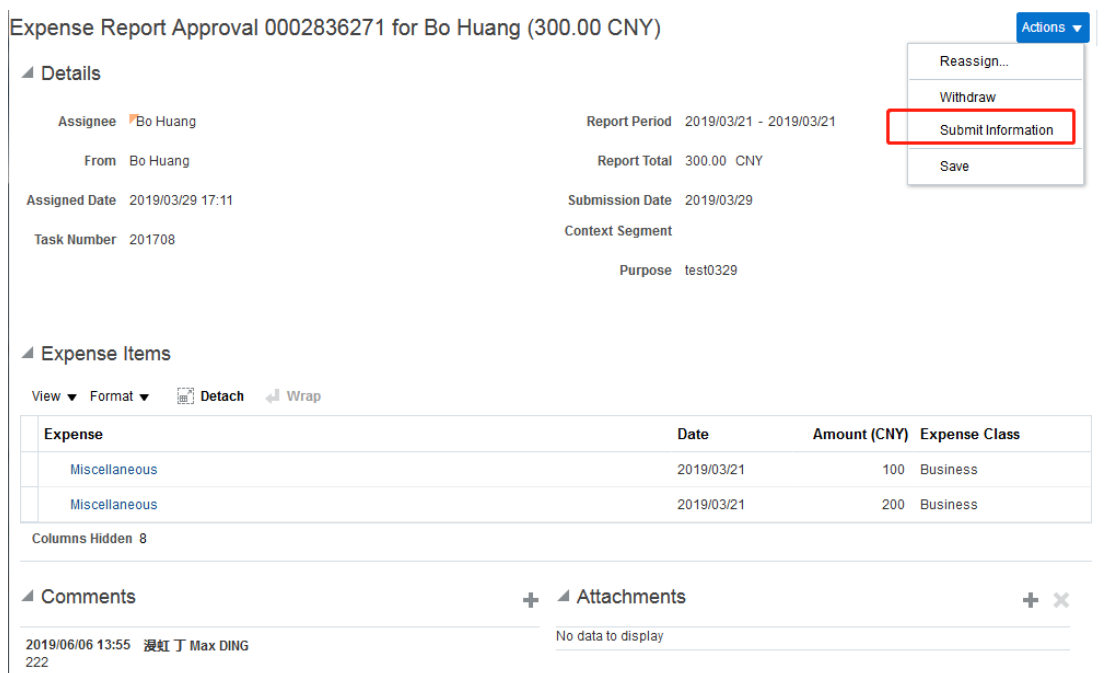 Expense Report Approval 0002836271 for Bo Huang (300.00 CNY)
Actions
Reassign...
Withdraw
Submit Information
Save
Details
Assignee Bo Huang
From Bo Huang
Assigned Date 2019/03/29 17:11
Task Number 201708
Report Period 2019/03/21 - 2019/03/21
Report Total 300.00 CNY
Submission Date 2019/03/29
Context Segment
Purpose test0329
Expense Items
View Format Detach Wrap
Expense Date Amount (CNY) Expense Class
Miscellaneous 2019/03/21 100 Business
Miscellaneous 2019/03/21 200 Business
Columns Hidden 8
Comments
2019/06/06 13:55 漫虹 丁 Max DING
222
Attachments
No data to display